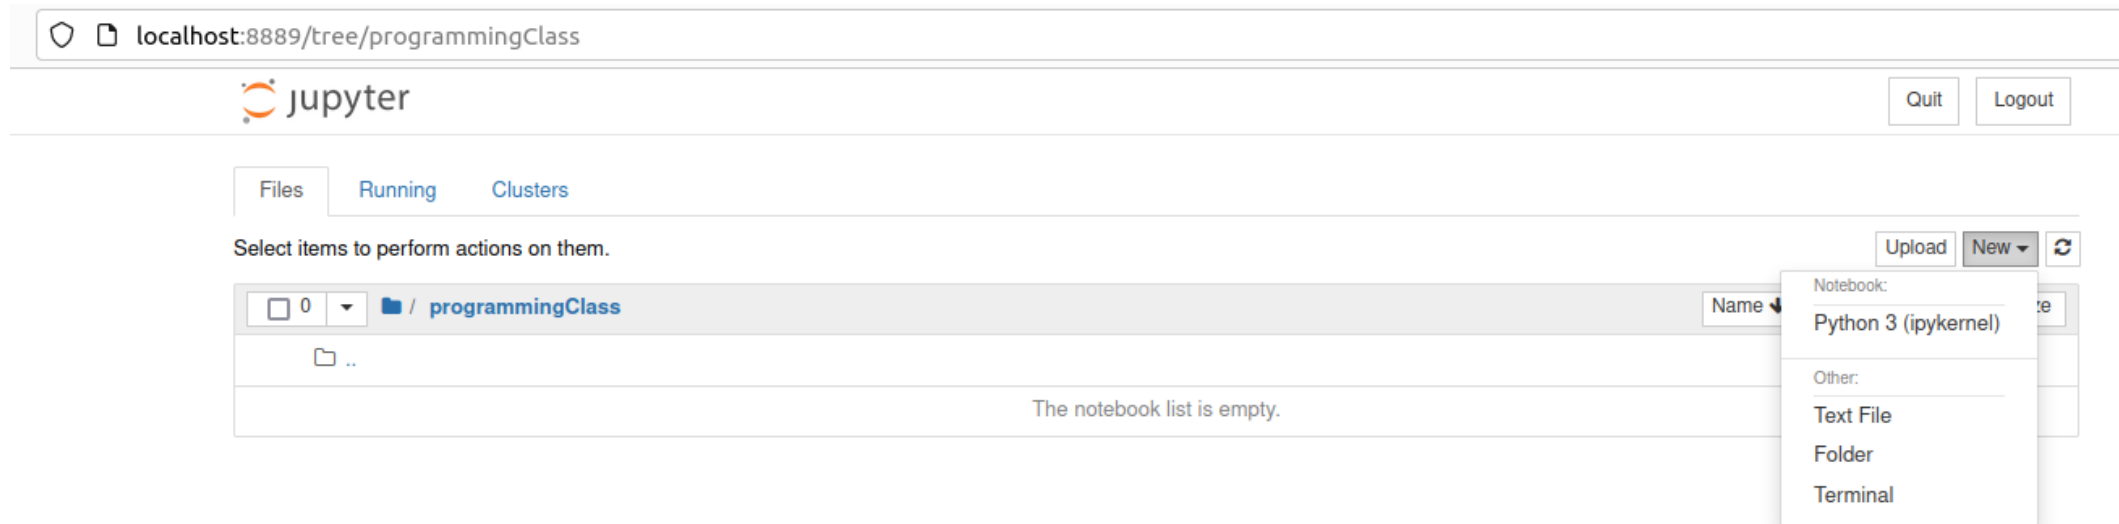 localhost:8889/tree/programmingClass
jupyter
Quit
Logout
Files
Running
Clusters
Select items to perform actions on them.
Upload
New
0
/ programmingClass
Name
ze
..
The notebook list is empty.
Notebook:
Python 3 (ipykernel)
Other:
Text File
Folder
Terminal